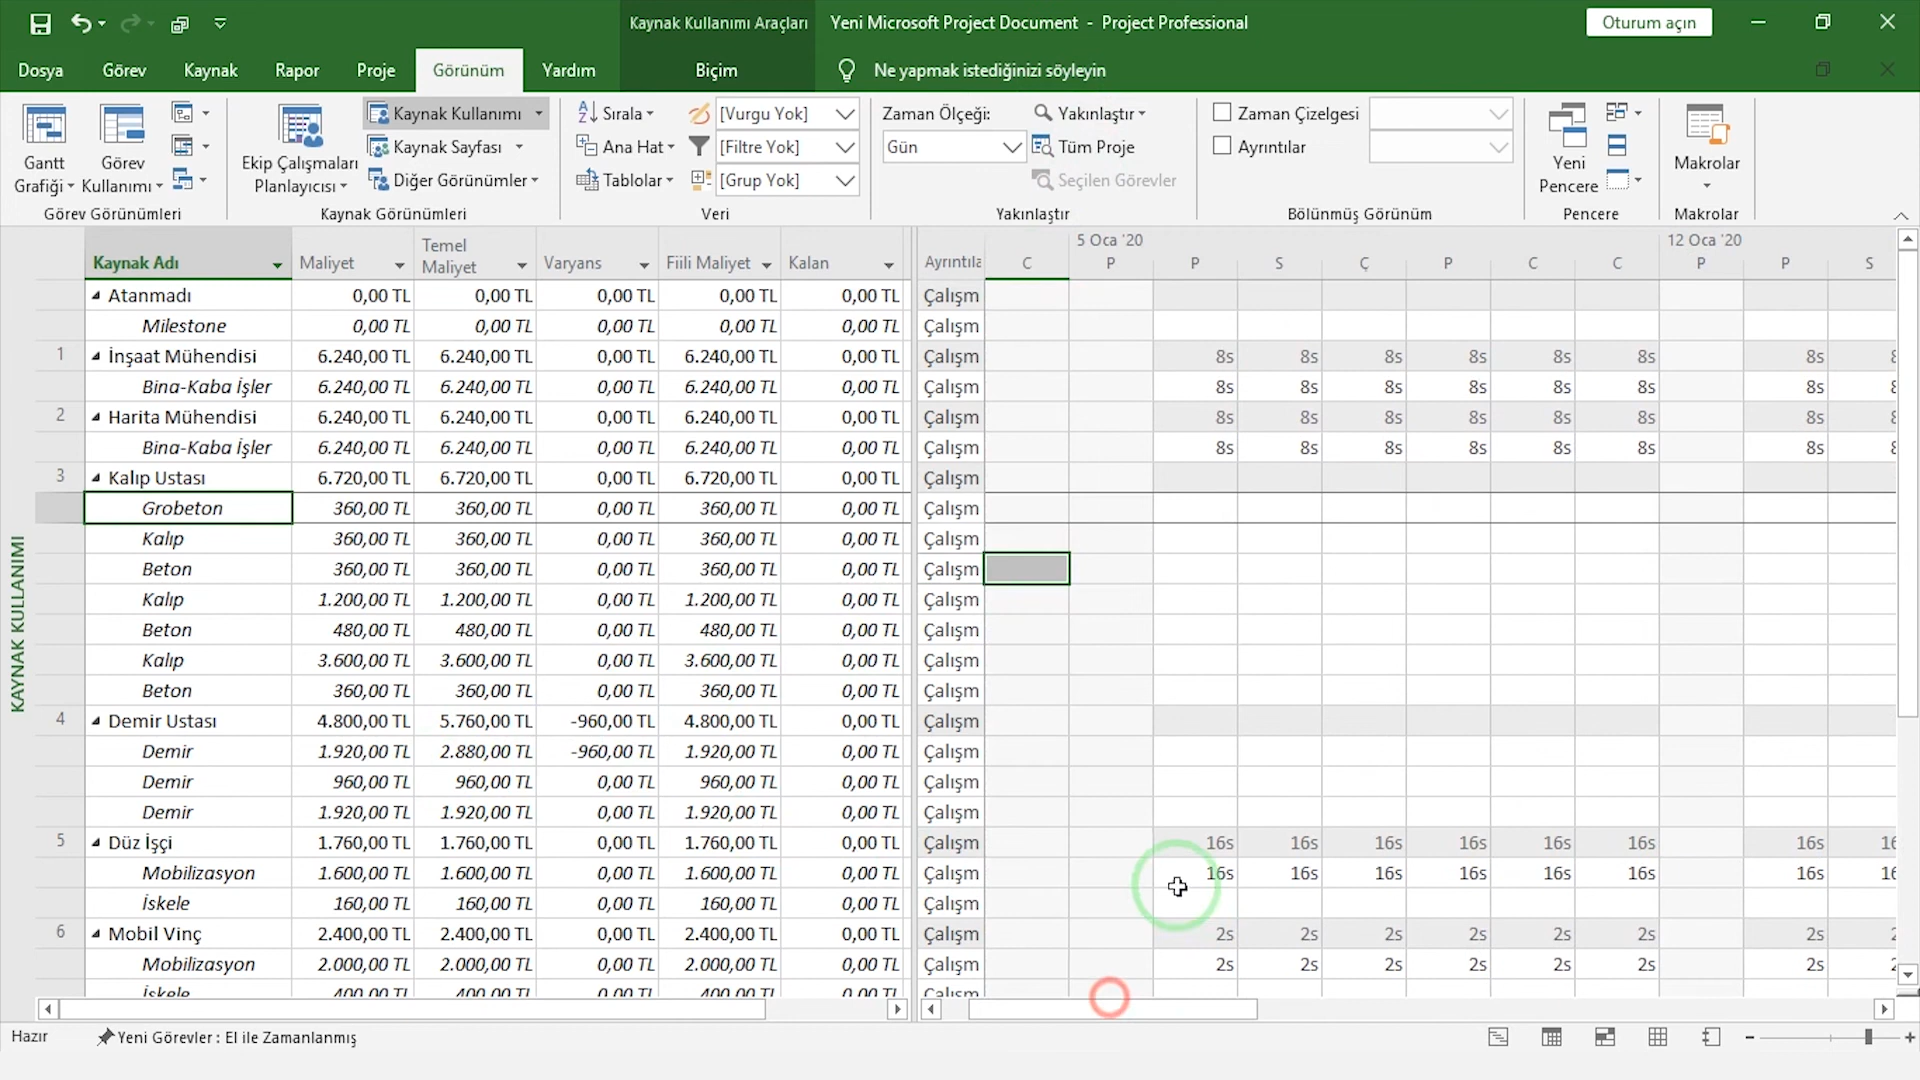 Kaynak Kullanımı Araçları
Yeni Microsoft Project Document - Project Professional
Oturum açın
Dosya
Görev
Kaynak
Rapor
Proje
Görünüm
Yardım
Biçim
Ne yapmak istediğinizi söyleyin
Gantt Grafiği
Görev Kullanımı
Görev Görünümleri
Ekip Çalışmaları Planlayıcısı
Kaynak Kullanımı
Kaynak Sayfası
Diğer Görünümler
Kaynak Görünümleri
Sırala
Ana Hat
Tablolar
[Vurgu Yok]
[Filtre Yok]
[Grup Yok]
Veri
Zaman Ölçeği:
Gün
Yakınlaştır
Tüm Proje
Seçilen Görevler
Yakınlaştır
Zaman Çizelgesi
Ayrıntılar
Bölünmüş Görünüm
Yeni Pencere
Pencere
Makrolar
Makrolar
KAYNAK KULLANIMI
5 Oca '20 12 Oca '20
Kaynak Adı Maliyet Temel Maliyet Varyans Fiili Maliyet Kalan Ayrıntıla C P P S Ç P C C P P S
Atanmadı 0,00 TL 0,00 TL 0,00 TL 0,00 TL 0,00 TL Çalışm
Milestone 0,00 TL 0,00 TL 0,00 TL 0,00 TL 0,00 TL Çalışm
1 İnşaat Mühendisi 6.240,00 TL 6.240,00 TL 0,00 TL 6.240,00 TL 0,00 TL Çalışm 8s 8s 8s 8s 8s 8s 8s
Bina-Kaba İşler 6.240,00 TL 6.240,00 TL 0,00 TL 6.240,00 TL 0,00 TL Çalışm 8s 8s 8s 8s 8s 8s 8s
2 Harita Mühendisi 6.240,00 TL 6.240,00 TL 0,00 TL 6.240,00 TL 0,00 TL Çalışm 8s 8s 8s 8s 8s 8s 8s
Bina-Kaba İşler 6.240,00 TL 6.240,00 TL 0,00 TL 6.240,00 TL 0,00 TL Çalışm 8s 8s 8s 8s 8s 8s 8s
3 Kalıp Ustası 6.720,00 TL 6.720,00 TL 0,00 TL 6.720,00 TL 0,00 TL Çalışm
Grobeton 360,00 TL 360,00 TL 0,00 TL 360,00 TL 0,00 TL Çalışm
Kalıp 360,00 TL 360,00 TL 0,00 TL 360,00 TL 0,00 TL Çalışm
Beton 360,00 TL 360,00 TL 0,00 TL 360,00 TL 0,00 TL Çalışm
Kalıp 1.200,00 TL 1.200,00 TL 0,00 TL 1.200,00 TL 0,00 TL Çalışm
Beton 480,00 TL 480,00 TL 0,00 TL 480,00 TL 0,00 TL Çalışm
Kalıp 3.600,00 TL 3.600,00 TL 0,00 TL 3.600,00 TL 0,00 TL Çalışm
Beton 360,00 TL 360,00 TL 0,00 TL 360,00 TL 0,00 TL Çalışm
4 Demir Ustası 4.800,00 TL 5.760,00 TL -960,00 TL 4.800,00 TL 0,00 TL Çalışm
Demir 1.920,00 TL 2.880,00 TL -960,00 TL 1.920,00 TL 0,00 TL Çalışm
Demir 960,00 TL 960,00 TL 0,00 TL 960,00 TL 0,00 TL Çalışm
Demir 1.920,00 TL 1.920,00 TL 0,00 TL 1.920,00 TL 0,00 TL Çalışm
5 Düz İşçi 1.760,00 TL 1.760,00 TL 0,00 TL 1.760,00 TL 0,00 TL Çalışm 16s 16s 16s 16s 16s 16s 16s
Mobilizasyon 1.600,00 TL 1.600,00 TL 0,00 TL 1.600,00 TL 0,00 TL Çalışm 16s 16s 16s 16s 16s 16s 16s
İskele 160,00 TL 160,00 TL 0,00 TL 160,00 TL 0,00 TL Çalışm
6 Mobil Vinç 2.400,00 TL 2.400,00 TL 0,00 TL 2.400,00 TL 0,00 TL Çalışm 2s 2s 2s 2s 2s 2s 2s
Mobilizasyon 2.000,00 TL 2.000,00 TL 0,00 TL 2.000,00 TL 0,00 TL Çalışm 2s 2s 2s 2s 2s 2s 2s
İskele 400,00 TL 400,00 TL 0,00 TL 400,00 TL 0,00 TL Çalışm
Hazır
Yeni Görevler : El ile Zamanlanmış